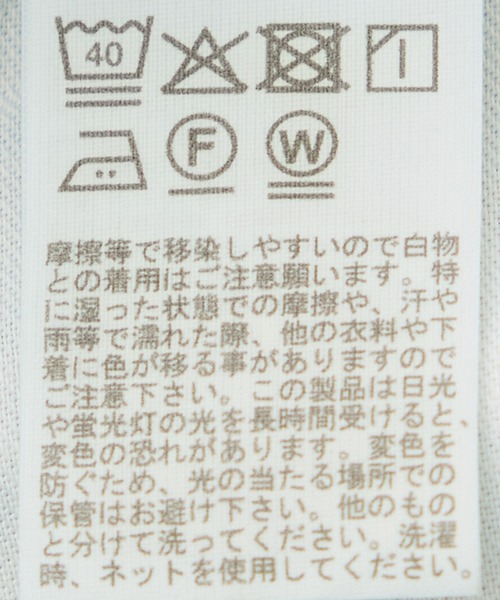 40
F W
摩擦等で移染しやすいので白物
との着用はご注意願います。特
に湿った状態での摩擦や、汗や
雨等で濡れた際、他の衣料や下
着に色が移る事がありますので
ご注意下さい。この製品は日光
や蛍光灯の光を長時間受けると、
変色の恐れがあります。変色を
防ぐため、光の当たる場所での
保管はお避け下さい。他のもの
と分けて洗ってください。洗濯
時、ネットを使用してください。